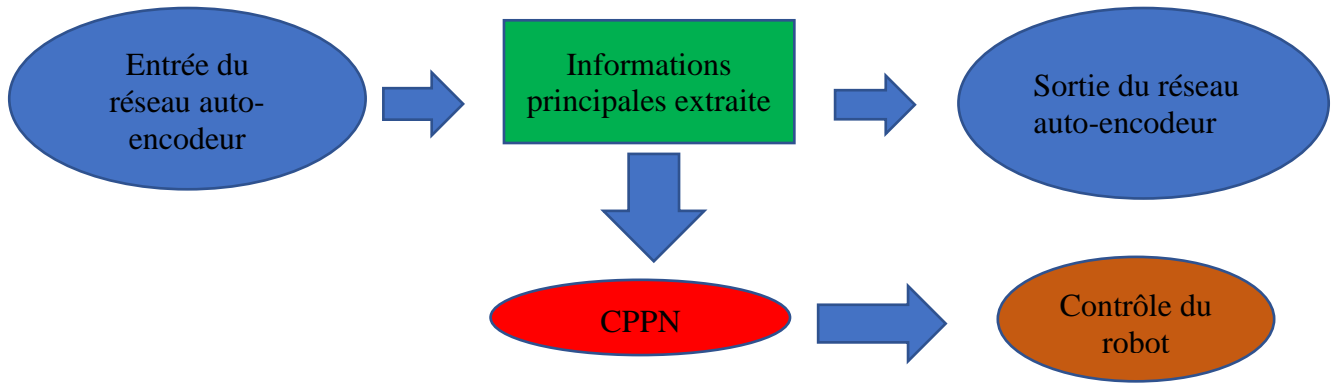 Entrée du
réseau auto-
encodeur
Informations
principales extraite
Sortie du réseau
auto-encodeur
CPPN
Contrôle du
robot